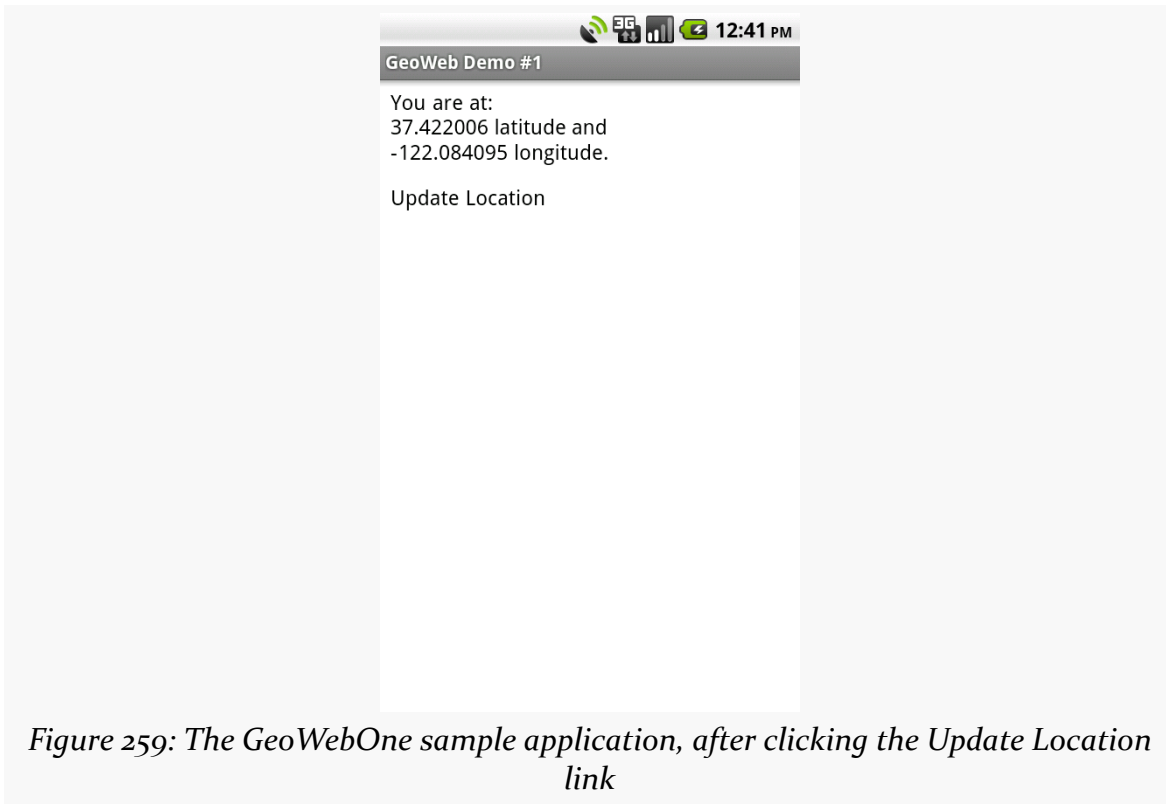 3G 12:41 PM
GeoWeb Demo #1
You are at:
37.422006 latitude and
-122.084095 longitude.
Update Location
Figure 259: The GeoWebOne sample application, after clicking the Update Location
link